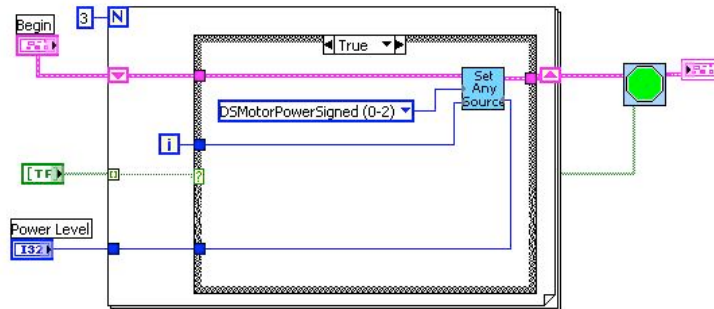 3 N
Begin
True
Set
Any
Source
DSMotorPowerSigned (0-2)
i
[TF]
?
Power Level
I32